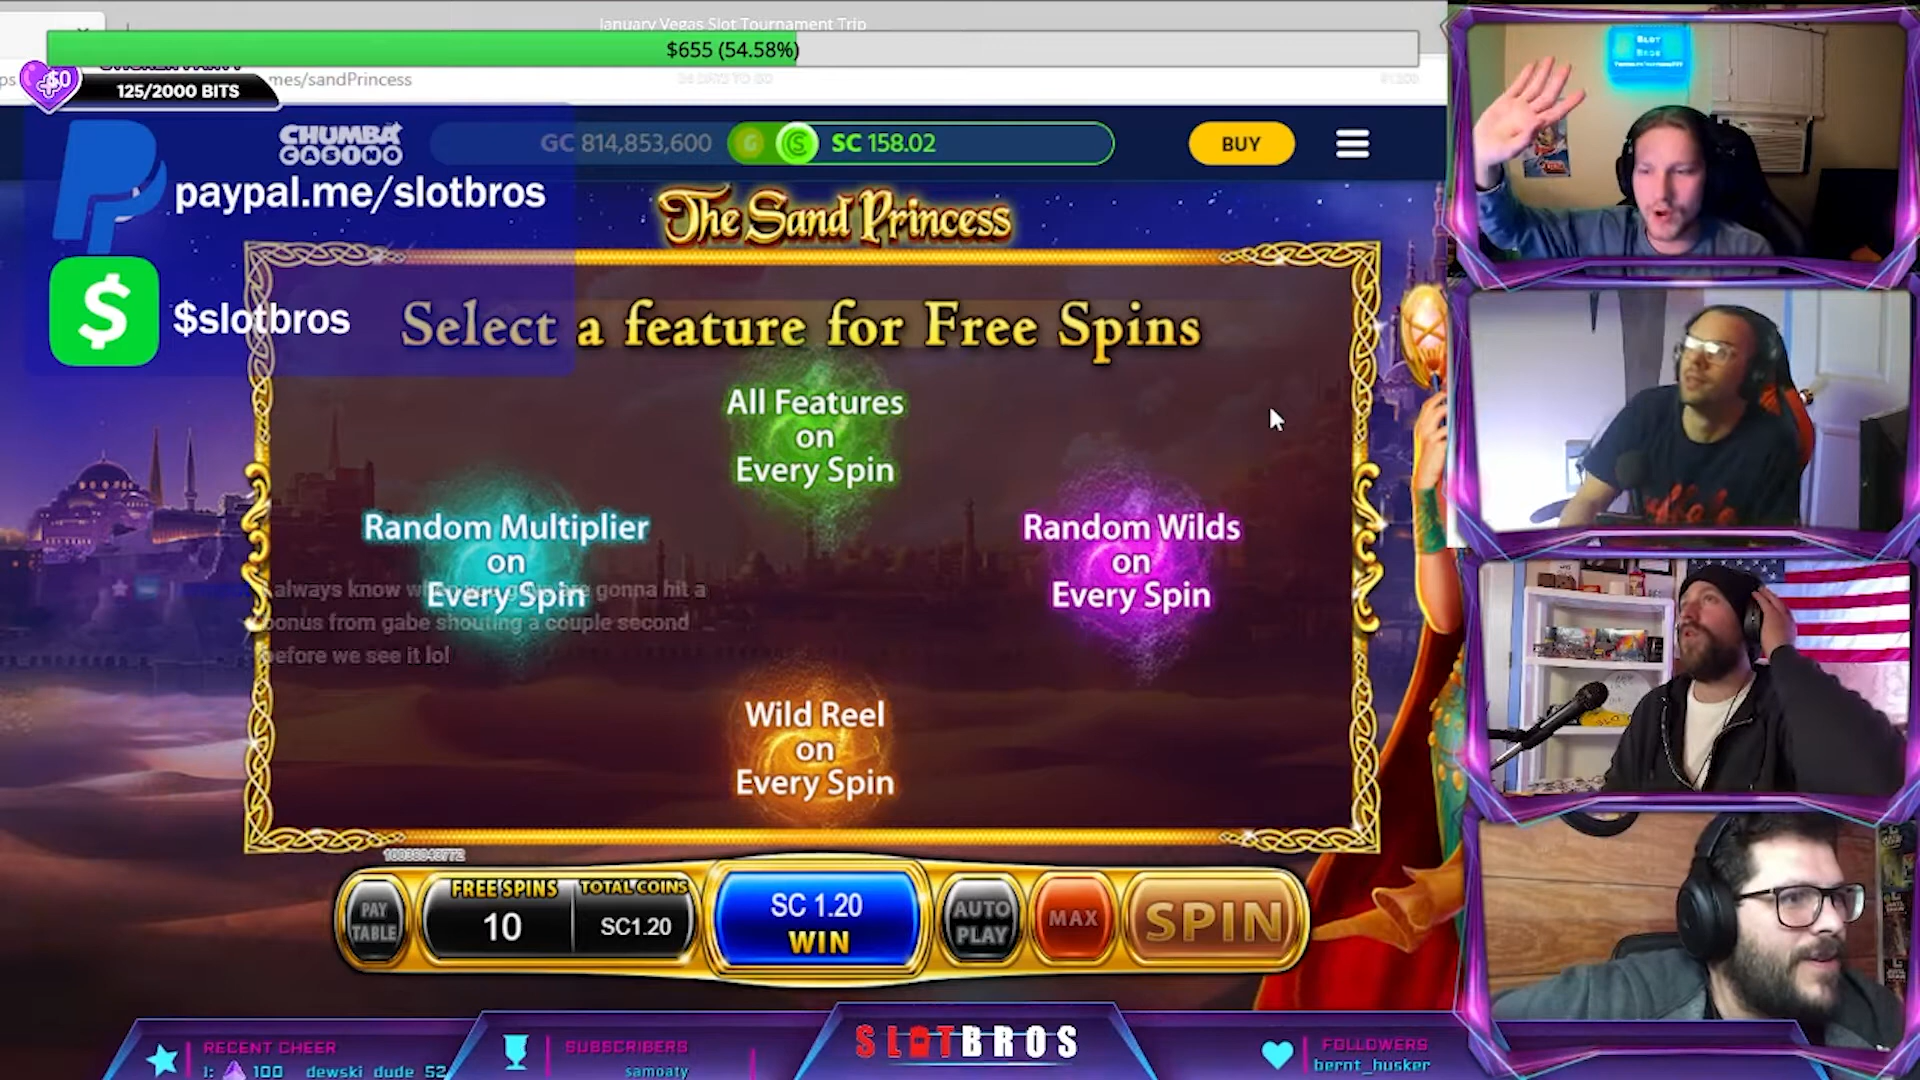 January Vegas Slot Tournament Trip
$655 (54.58%)
$0
125/2000 BITS
mes/sandPrincess
CHUMBA
CASINO
GC 814,853,600
G
S
SC 158.02
BUY
paypal.me/slotbros
$slotbros
The Sand Princess
Select a feature for Free Spins
All Features
on
Every Spin
Random Multiplier
on
Every Spin
Random Wilds
on
Every Spin
always know
gonna hit a
bonus from gabe shouting a couple second
before we see it lol
Wild Reel
on
Every Spin
PAY
TABLE
FREE SPINS
10
TOTAL COINS
SC1.20
SC 1.20
WIN
AUTO
PLAY
MAX
SPIN
RECENT CHEER
100 dewski_dude_52
SUBSCRIBERS
samoaty
SLOTBROS
FOLLOWERS
bernt_husker
SLOT
BROS